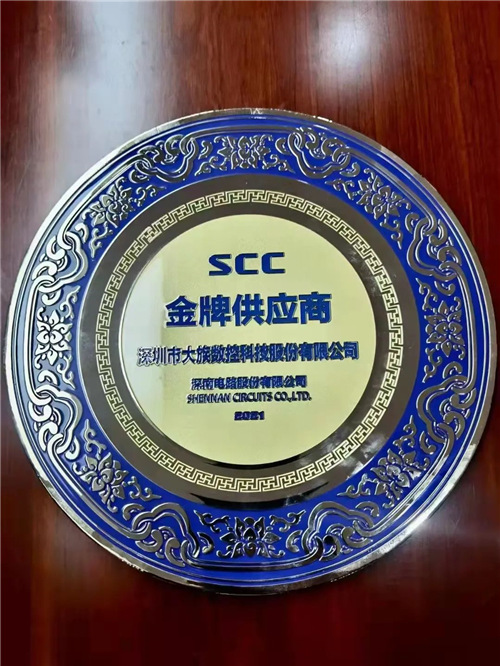 SCC
金牌供应商
深圳市大族数控科技股份有限公司
深南电路股份有限公司
SHENNAN CIRCUITS CO.,LTD.
2021